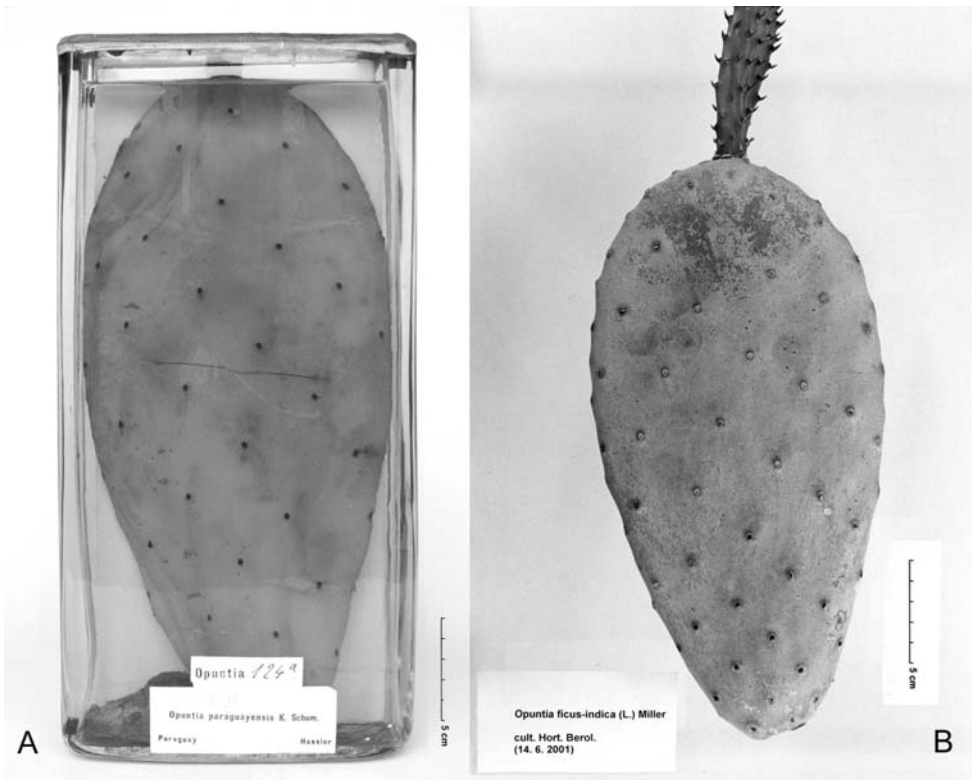 Opuntia 124a
Opuntia paraguayensis K. Schum.
Paraguay Hassler
5 cm
A
Opuntia ficus-indica (L.) Miller
cult. Hort. Berol.
(14. 6. 2001)
5 cm
B